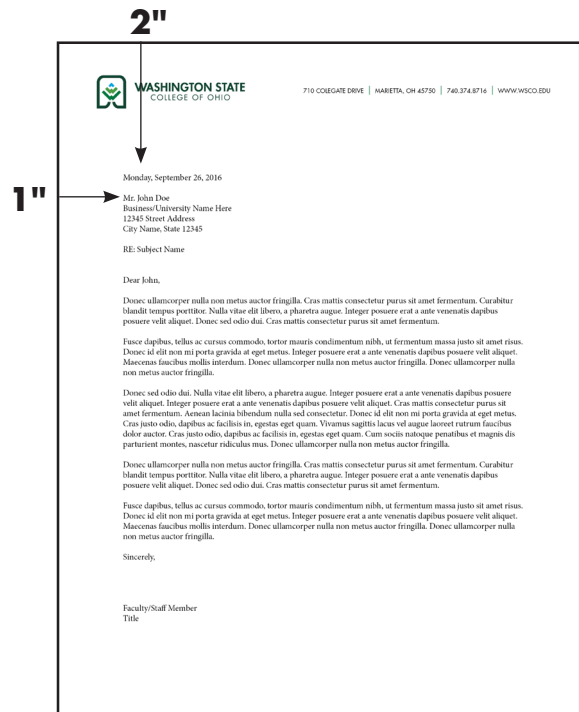 2"
WASHINGTON STATE
COLLEGE OF OHIO
710 COLEGATE DRIVE | MARIETTA, OH 45750 | 740.374.8716 | WWW.WSCO.EDU
Monday, September 26, 2016
1"
Mr. John Doe
Business/University Name Here
12345 Street Address
City Name, State 12345
RE: Subject Name
Dear John,
Donec ullamcorper nulla non metus auctor fringilla. Cras mattis consectetur purus sit amet fermentum. Curabitur
blandit tempus porttitor. Nulla vitae elit libero, a pharetra augue. Integer posuere erat a ante venenatis dapibus
posuere velit aliquet. Donec sed odio dui. Cras mattis consectetur purus sit amet fermentum.
Fusce dapibus, tellus ac cursus commodo, tortor mauris condimentum nibh, ut fermentum massa justo sit amet risus.
Donec id elit non mi porta gravida at eget metus. Integer posuere erat a ante venenatis dapibus posuere velit aliquet.
Maecenas faucibus mollis interdum. Donec ullamcorper nulla non metus auctor fringilla. Donec ullamcorper nulla
non metus auctor fringilla.
Donec sed odio dui. Nulla vitae elit libero, a pharetra augue. Integer posuere erat a ante venenatis dapibus posuere
velit aliquet. Integer posuere erat a ante venenatis dapibus posuere velit aliquet. Cras mattis consectetur purus sit
amet fermentum. Aenean lacinia bibendum nulla sed consectetur. Donec id elit non mi porta gravida at eget metus.
Cras justo odio, dapibus ac facilisis in, egestas eget quam. Vivamus sagittis lacus vel augue laoreet rutrum faucibus
dolor auctor. Cras justo odio, dapibus ac facilisis in, egestas eget quam. Cum sociis natoque penatibus et magnis dis
parturient montes, nascetur ridiculus mus. Donec ullamcorper nulla non metus auctor fringilla.
Donec ullamcorper nulla non metus auctor fringilla. Cras mattis consectetur purus sit amet fermentum. Curabitur
blandit tempus porttitor. Nulla vitae elit libero, a pharetra augue. Integer posuere erat a ante venenatis dapibus
posuere velit aliquet. Donec sed odio dui. Cras mattis consectetur purus sit amet fermentum.
Fusce dapibus, tellus ac cursus commodo, tortor mauris condimentum nibh, ut fermentum massa justo sit amet risus.
Donec id elit non mi porta gravida at eget metus. Integer posuere erat a ante venenatis dapibus posuere velit aliquet.
Maecenas faucibus mollis interdum. Donec ullamcorper nulla non metus auctor fringilla. Donec ullamcorper nulla
non metus auctor fringilla.
Sincerely,
Faculty/Staff Member
Title